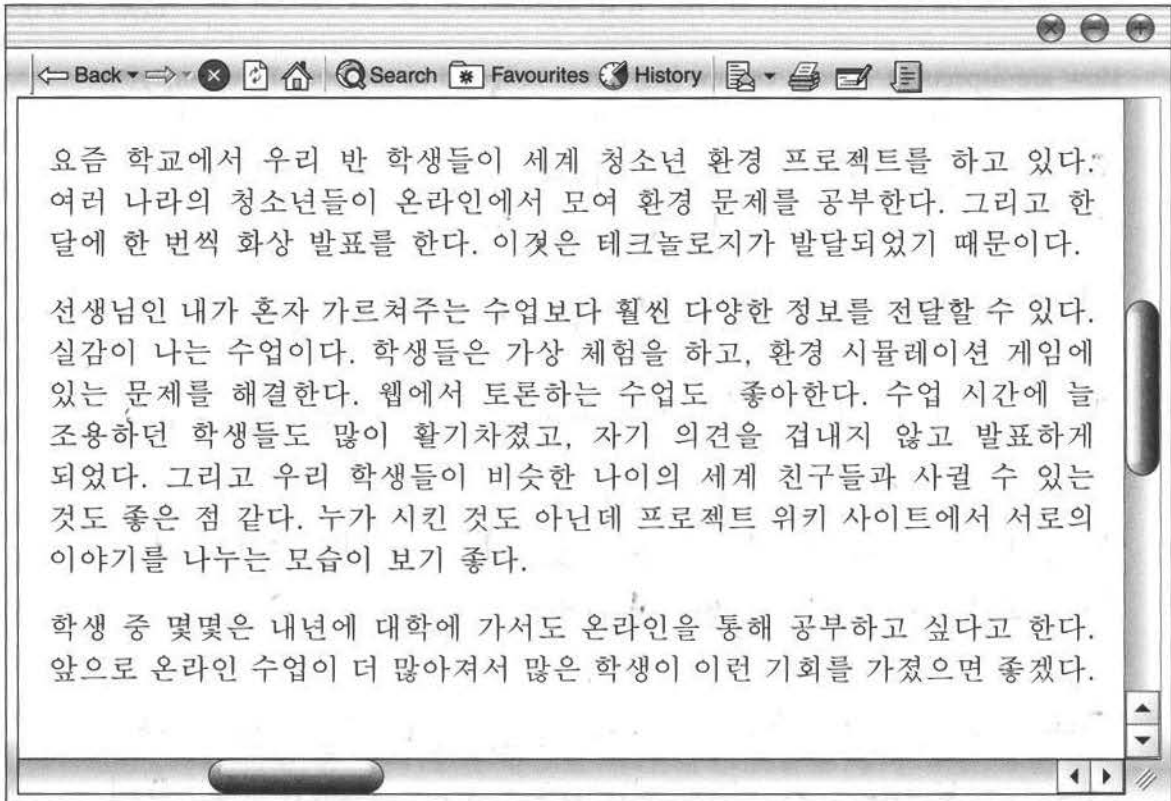 Back Search Favourites History
요즘 학교에서 우리 반 학생들이 세계 청소년 환경 프로젝트를 하고 있다.
여러 나라의 청소년들이 온라인에서 모여 환경 문제를 공부한다. 그리고 한
달에 한 번씩 화상 발표를 한다. 이것은 테크놀로지가 발달되었기 때문이다.
선생님인 내가 혼자 가르쳐주는 수업보다 훨씬 다양한 정보를 전달할 수 있다.
실감이 나는 수업이다. 학생들은 가상 체험을 하고, 환경 시뮬레이션 게임에
있는 문제를 해결한다. 웹에서 토론하는 수업도 좋아한다. 수업 시간에 늘
조용하던 학생들도 많이 활기차졌고, 자기 의견을 겁내지 않고 발표하게
되었다. 그리고 우리 학생들이 비슷한 나이의 세계 친구들과 사귈 수 있는
것도 좋은 점 같다. 누가 시킨 것도 아닌데 프로젝트 위키 사이트에서 서로의
이야기를 나누는 모습이 보기 좋다.
학생 중 몇몇은 내년에 대학에 가서도 온라인을 통해 공부하고 싶다고 한다.
앞으로 온라인 수업이 더 많아져서 많은 학생이 이런 기회를 가졌으면 좋겠다.